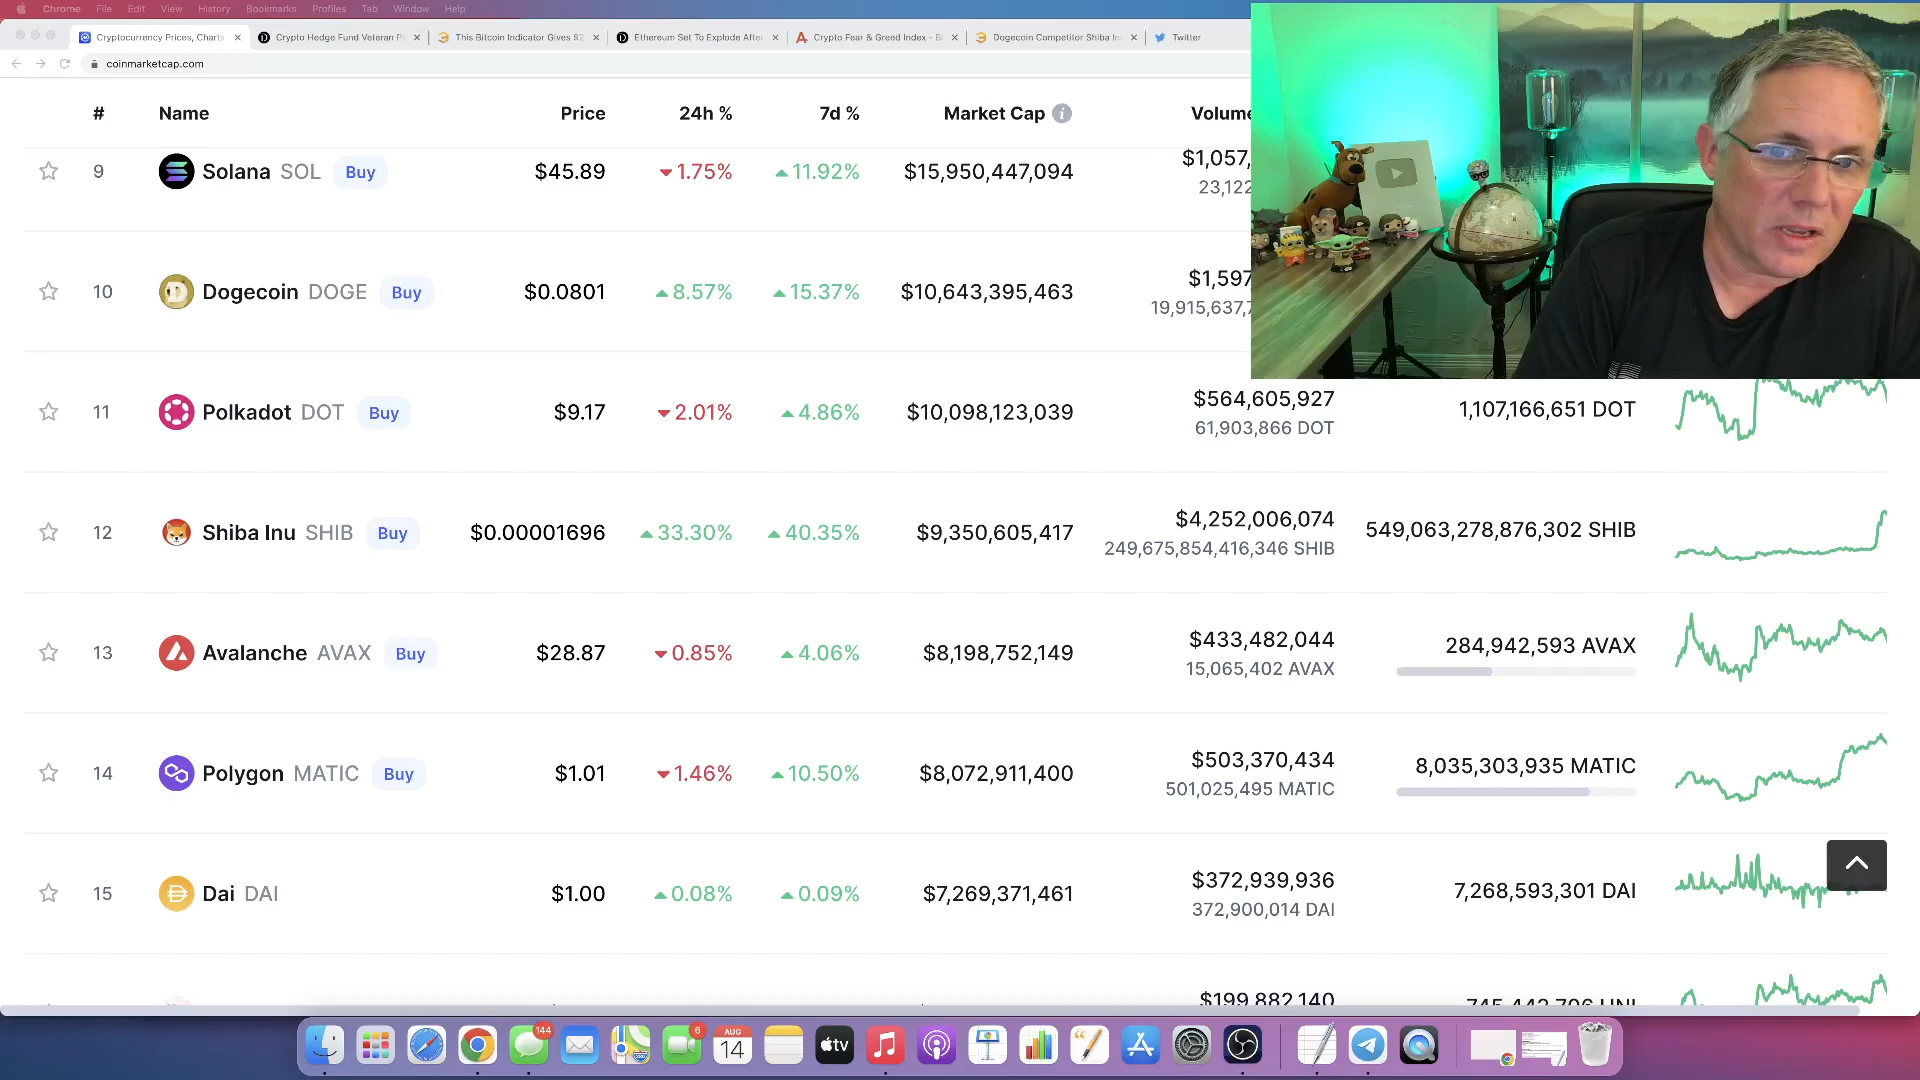 Chrome File Edit View History Bookmarks Profiles Tab Window Help
Cryptocurrency Prices, Charts Crypto Hedge Fund Veteran P This Bitcoin Indicator Gives $2 Ethereum Set To Explode After Crypto Fear & Greed Index - Bi Dogecoin Competitor Shiba In Twitter
coinmarketcap.com
# Name Price 24h % 7d % Market Cap Volume
9 Solana SOL Buy $45.89 1.75% 11.92% $15,950,447,094 $1,057,
23,122
10 Dogecoin DOGE Buy $0.0801 8.57% 15.37% $10,643,395,463 $1,597
19,915,637,7
11 Polkadot DOT Buy $9.17 2.01% 4.86% $10,098,123,039 $564,605,927 1,107,166,651 DOT
61,903,866 DOT
12 Shiba Inu SHIB Buy $0.00001696 33.30% 40.35% $9,350,605,417 $4,252,006,074 549,063,278,876,302 SHIB
249,675,854,416,346 SHIB
13 Avalanche AVAX Buy $28.87 0.85% 4.06% $8,198,752,149 $433,482,044 284,942,593 AVAX
15,065,402 AVAX
14 Polygon MATIC Buy $1.01 1.46% 10.50% $8,072,911,400 $503,370,434 8,035,303,935 MATIC
501,025,495 MATIC
15 Dai DAI $1.00 0.08% 0.09% $7,269,371,461 $372,939,936 7,268,593,301 DAI
372,900,014 DAI
$199,882,140
144 6 AUG
14 tv